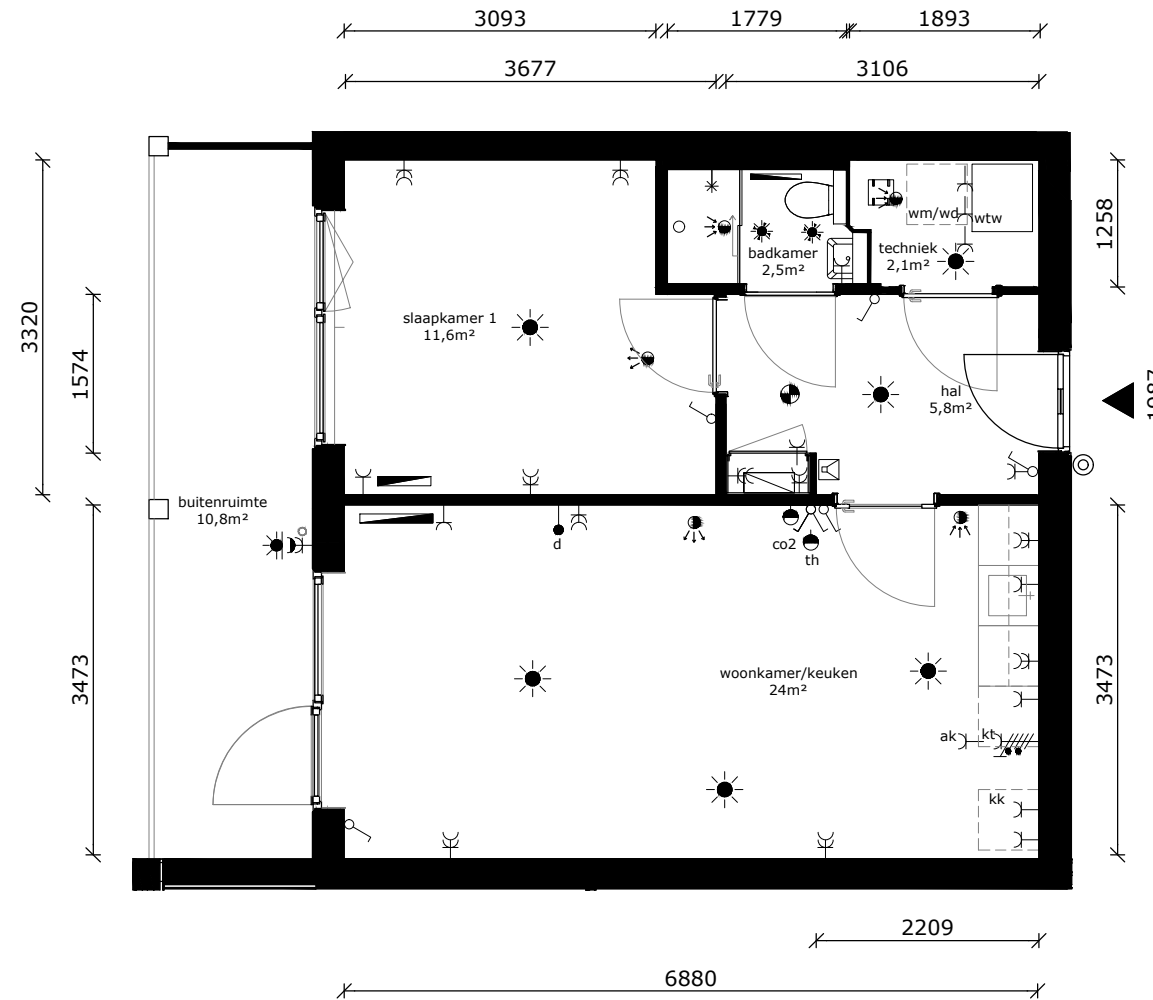 3093
1779
1893
3677
3106
3320
1574
1258
wm/wd
wtw
badkamer
2,5m²
techniek
2,1m²
slaapkamer 1
11,6m²
hal
5,8m²
buitenruimte
10,8m²
d
co2
th
3473
woonkamer/keuken
24m²
3473
ak
kt
kk
2209
6880